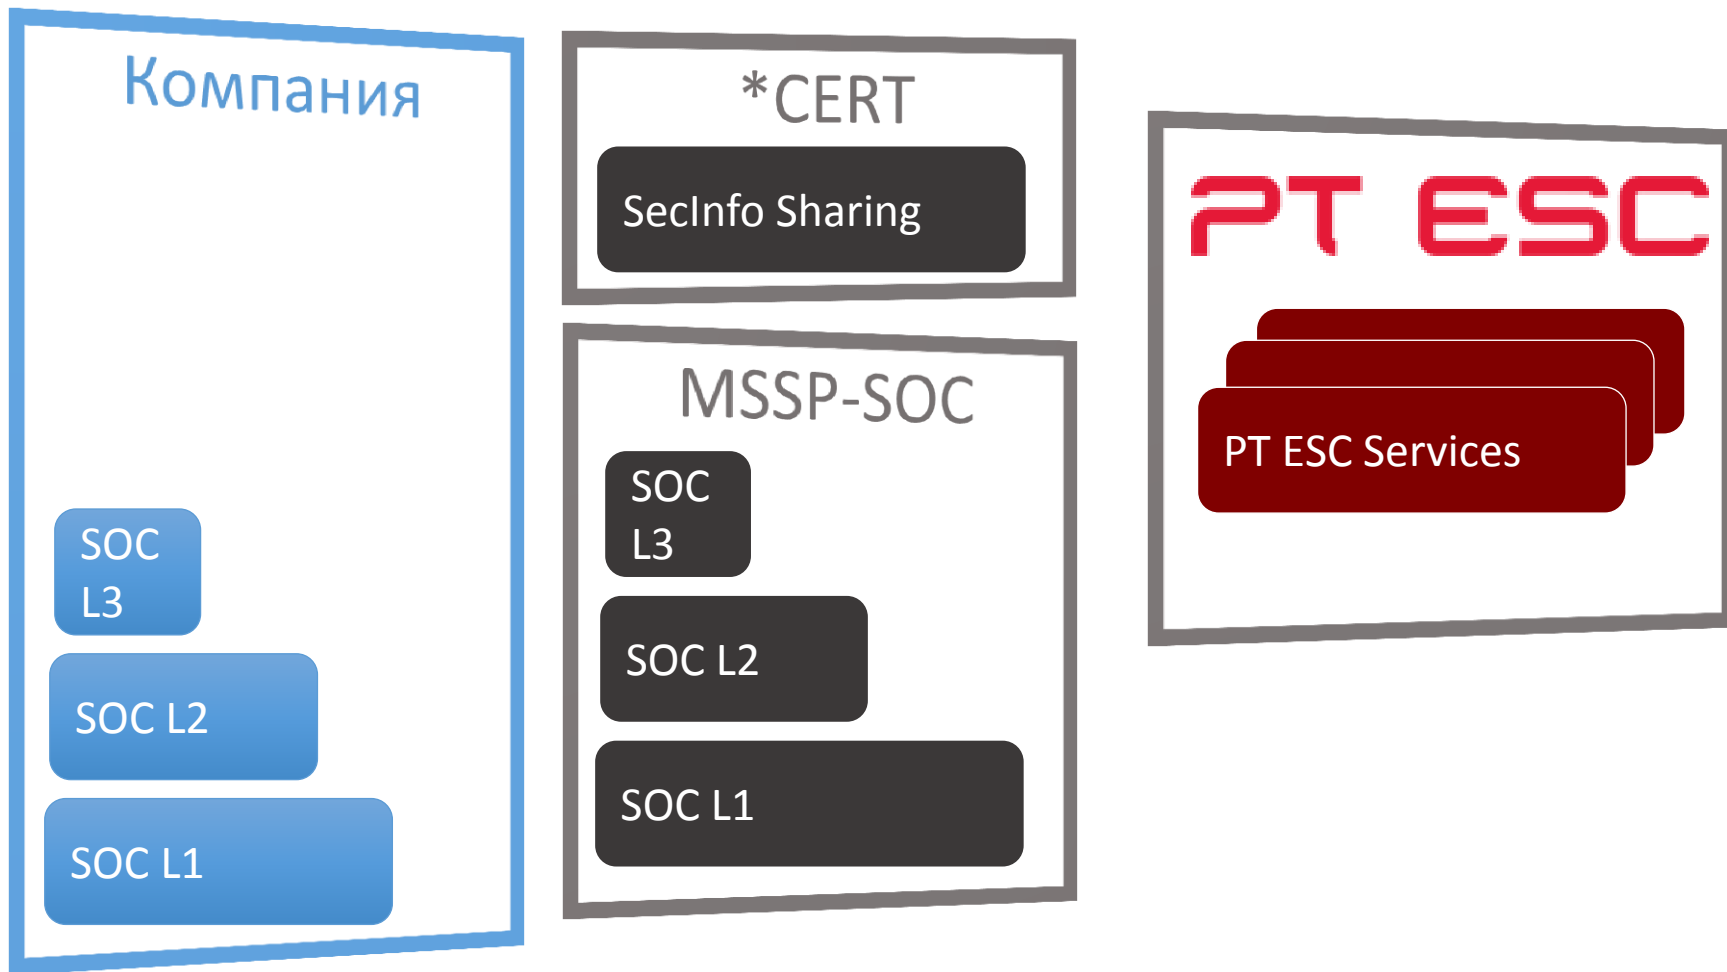 Компания
SOC
L3
SOC L2
SOC L1
*CERT
SecInfo Sharing
MSSP-SOC
SOC
L3
SOC L2
SOC L1
PT ESC
PT ESC Services